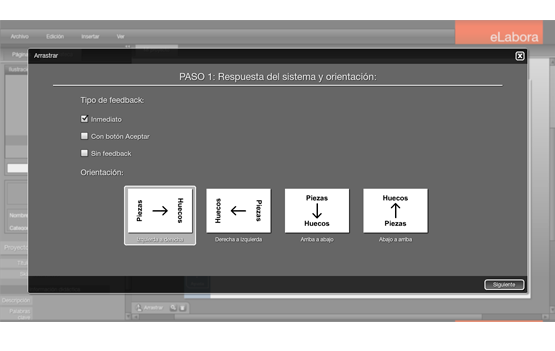 Archivo Edición Insertar Ver
eLabora
Arrastrar
PASO 1: Respuesta del sistema y orientación:
Tipo de feedback:
Inmediato
Con botón Aceptar
Sin feedback
Orientación:
Piezas → Huecos
Huecos ← Piezas
Piezas
↓
Huecos
Huecos
↑
Piezas
Izquierda a derecha
Derecha a Izquierda
Arriba a abajo
Abajo a arriba
Siguiente
Descripción
Arrastrar
Palabras